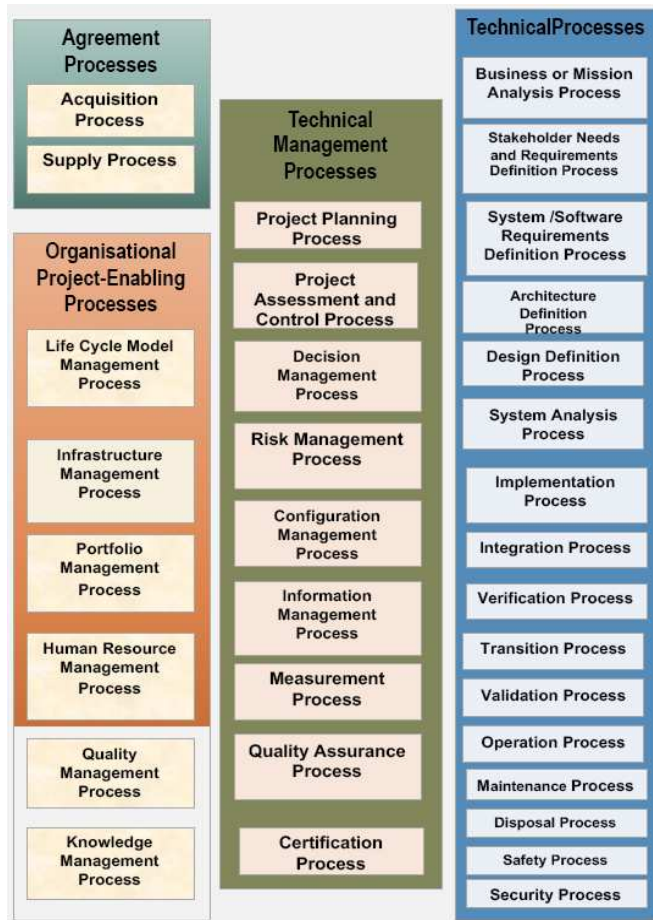 Agreement
Processes
Acquisition
Process
Supply Process
Organisational
Project-Enabling
Processes
Life Cycle Model
Management
Process
Infrastructure
Management
Process
Portfolio
Management
Process
Human Resource
Management
Process
Quality
Management
Process
Knowledge
Management
Process
Technical
Management
Processes
Project Planning
Process
Project
Assessment and
Control Process
Decision
Management
Process
Risk Management
Process
Configuration
Management
Process
Information
Management
Process
Measurement
Process
Quality Assurance
Process
Certification
Process
TechnicalProcesses
Business or Mission
Analysis Process
Stakeholder Needs
and Requirements
Definition Process
System /Software
Requirements
Definition Process
Architecture
Definition
Process
Design Definition
Process
System Analysis
Process
Implementation
Process
Integration Process
Verification Process
Transition Process
Validation Process
Operation Process
Maintenance Process
Disposal Process
Safety Process
Security Process